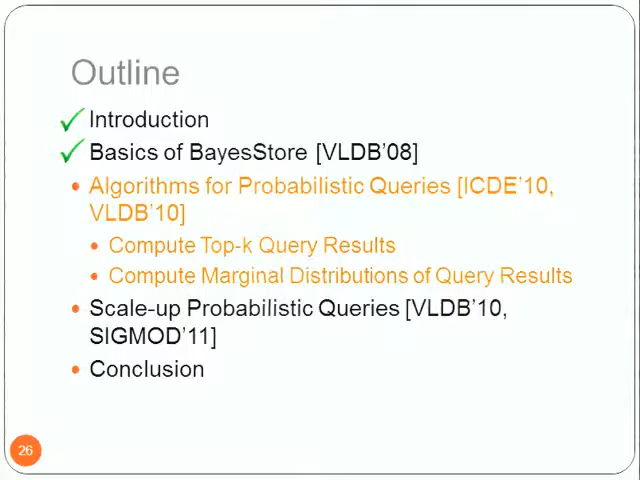 Outline
Introduction
Basics of BayesStore [VLDB’08]
Algorithms for Probabilistic Queries [ICDE’10,
VLDB’10]
Compute Top-k Query Results
Compute Marginal Distributions of Query Results
Scale-up Probabilistic Queries [VLDB’10,
SIGMOD’11]
Conclusion
26